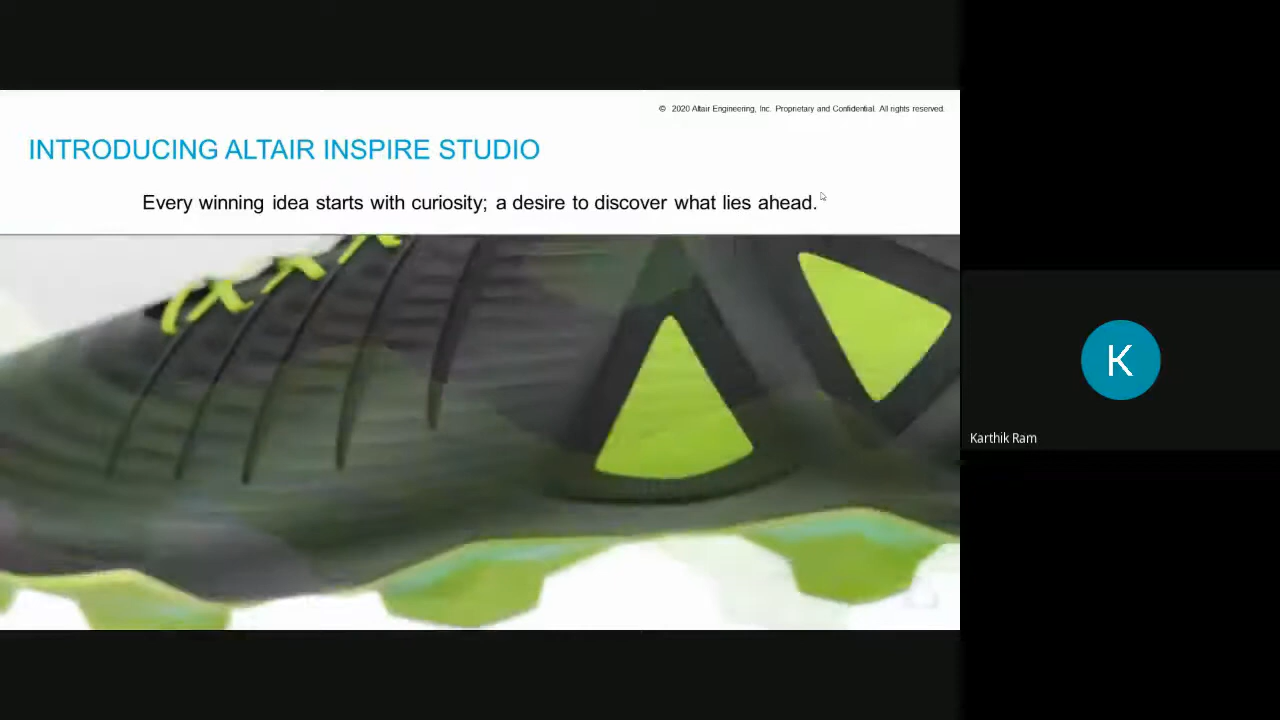 © 2020 Altair Engineering, Inc. Proprietary and Confidential. All rights reserved.
INTRODUCING ALTAIR INSPIRE STUDIO
Every winning idea starts with curiosity; a desire to discover what lies ahead.
K
Karthik Ram